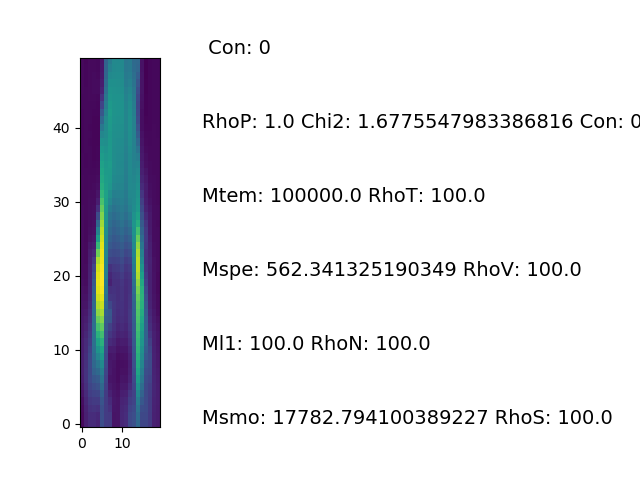 Con: 0
RhoP: 1.0 Chi2: 1.6775547983386816 Con: 0
Mtem: 100000.0 RhoT: 100.0
Mspe: 562.341325190349 RhoV: 100.0
Ml1: 100.0 RhoN: 100.0
Msmo: 17782.794100389227 RhoS: 100.0
40
30
20
10
0
0 10